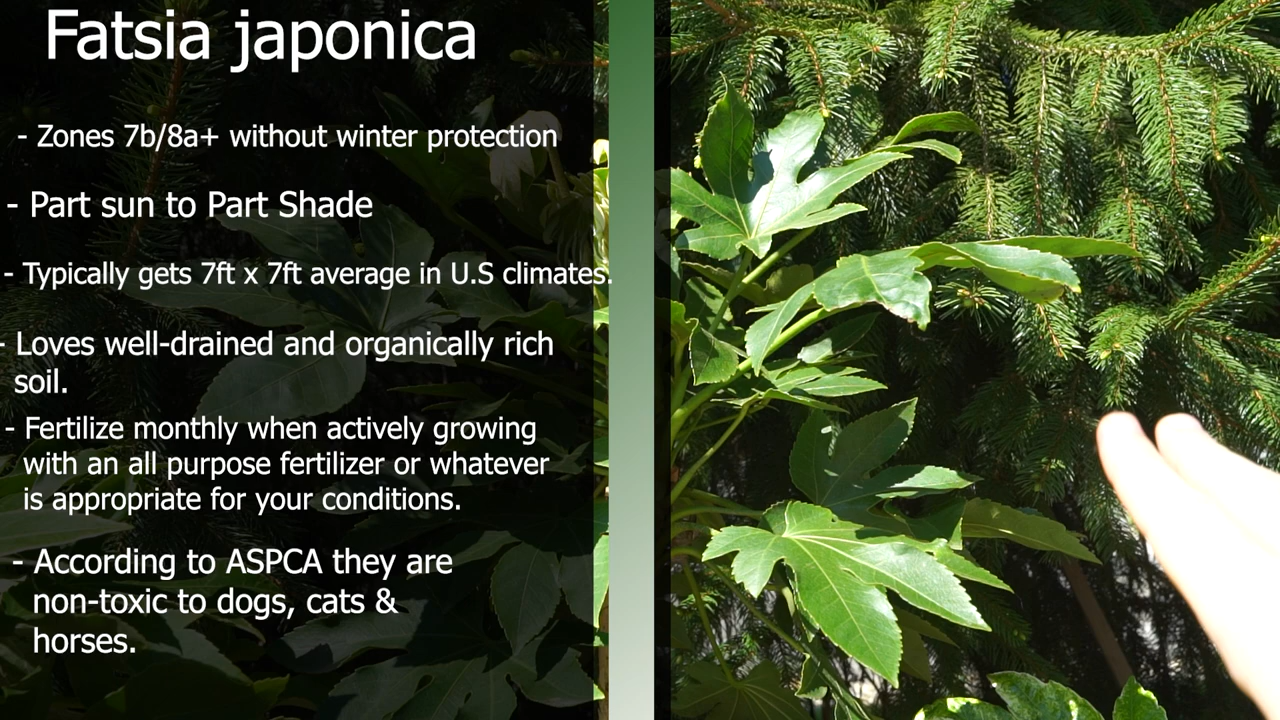 Fatsia japonica
- Zones 7b/8a+ without winter protection
- Part sun to Part Shade
- Typically gets 7ft x 7ft average in U.S climates.
- Loves well-drained and organically rich
soil.
- Fertilize monthly when actively growing
with an all purpose fertilizer or whatever
is appropriate for your conditions.
- According to ASPCA they are
non-toxic to dogs, cats &
horses.